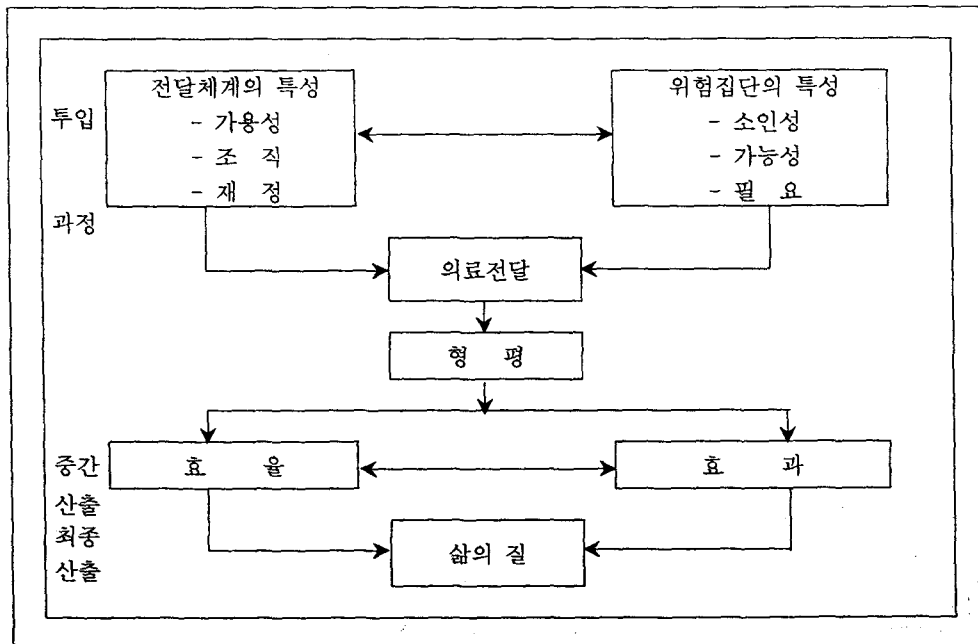 투입
전달체계의 특성
- 가용성
- 조 직
- 재 정
위험집단의 특성
- 소인성
- 가능성
- 필 요
과정
의료전달
형 평
중간
산출
효 율
효 과
최종
산출
삶의 질